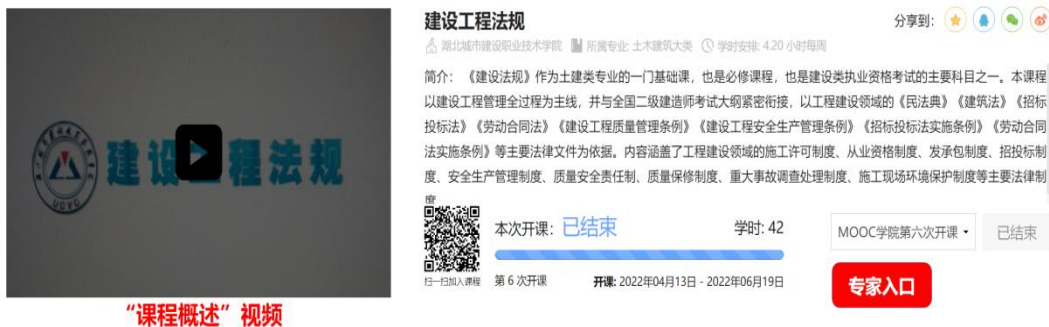 建设工程法规
UCVC
“课程概述”视频
建设工程法规
分享到:
湖北城市建设职业技术学院 所属专业: 土木建筑大类 学时安排: 4.20 小时每周
简介： 《建设法规》作为土建类专业的一门基础课，也是必修课程，也是建设类执业资格考试的主要科目之一。本课程
以建设工程管理全过程为主线，并与全国二级建造师考试大纲紧密衔接，以工程建设领域的《民法典》《建筑法》《招标
投标法》《劳动合同法》《建设工程质量管理条例》《建设工程安全生产管理条例》《招标投标法实施条例》《劳动合同
法实施条例》等主要法律文件为依据。内容涵盖了工程建设领域的施工许可制度、从业资格制度、发承包制度、招投标制
度、安全生产管理制度、质量安全责任制、质量保修制度、重大事故调查处理制度、施工现场环境保护制度等主要法律制
度
本次开课: 已结束 学时: 42
扫一扫加入课程 第 6 次开课 开课: 2022年04月13日 - 2022年06月19日
MOOC学院第六次开课 已结束
专家入口